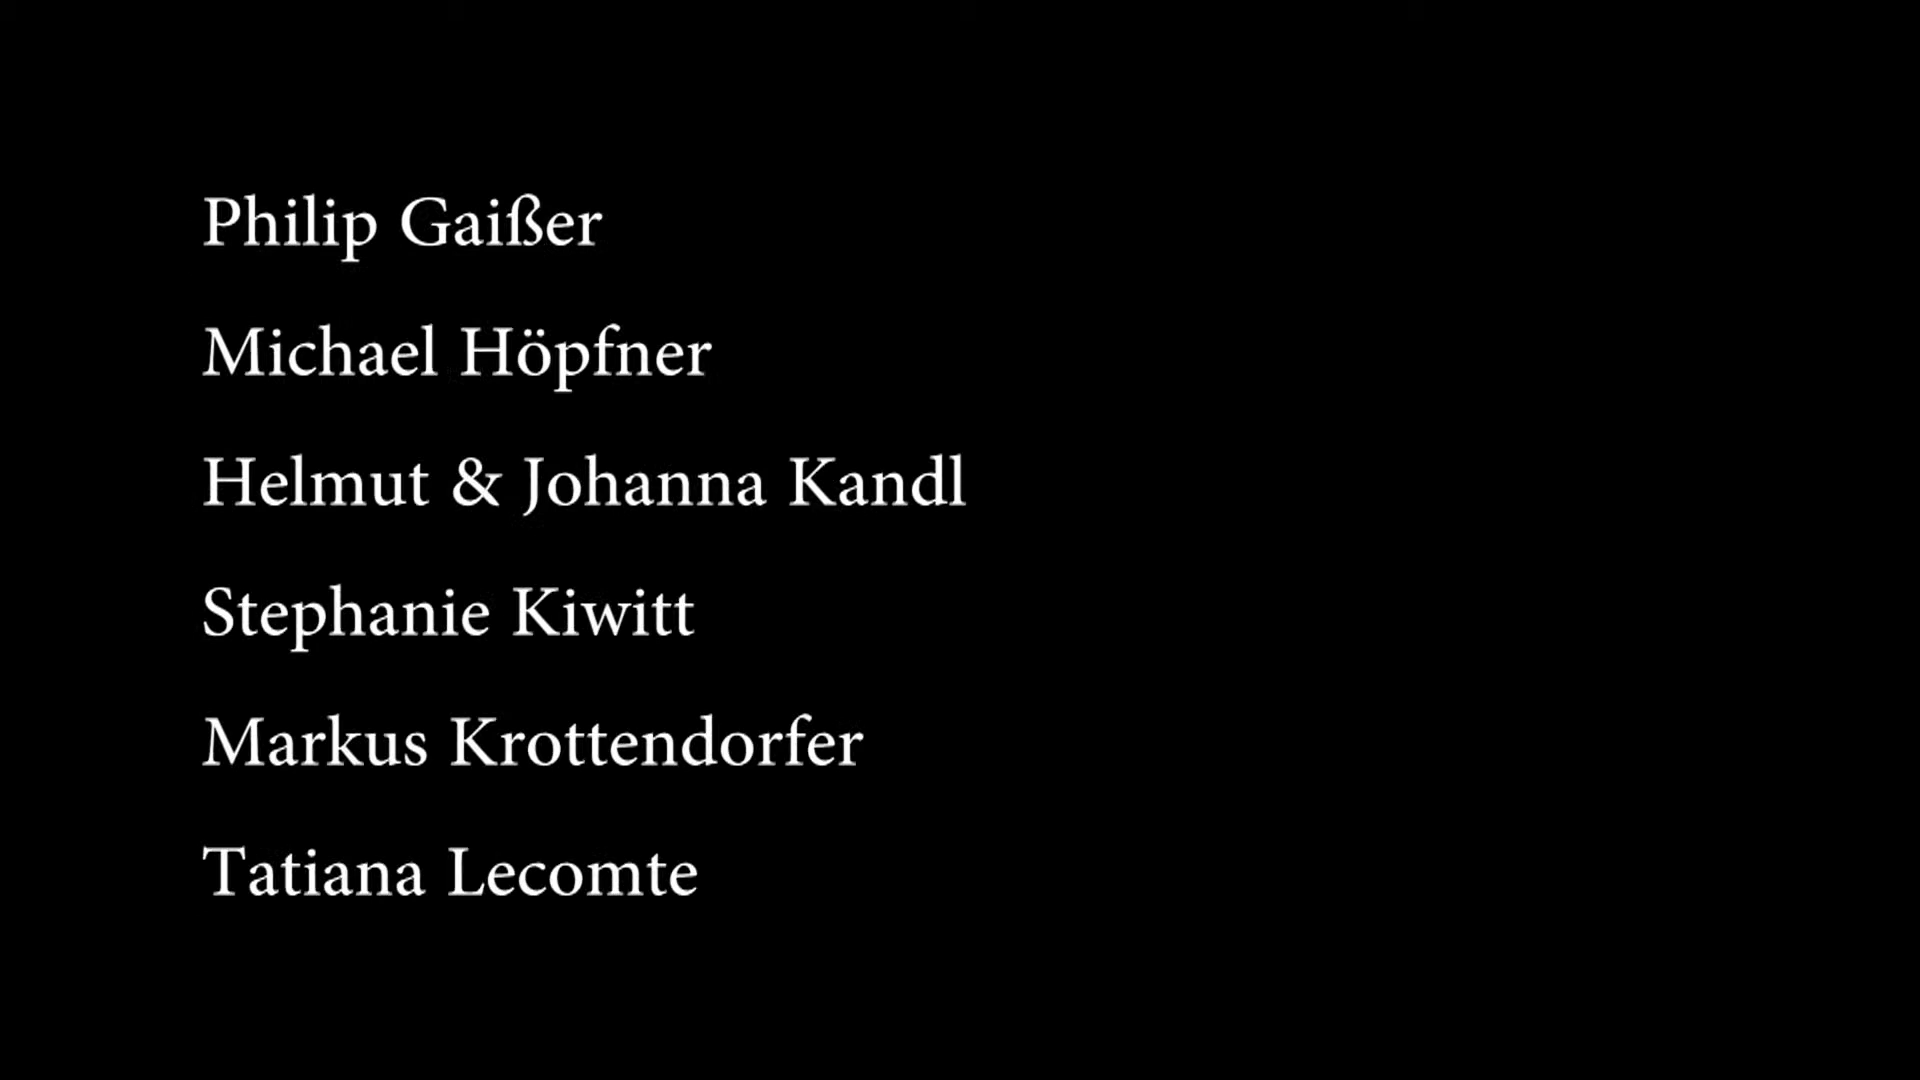 Philip Gaißer
Michael Höpfner
Helmut & Johanna Kandl
Stephanie Kiwitt
Markus Krottendorfer
Tatiana Lecomte